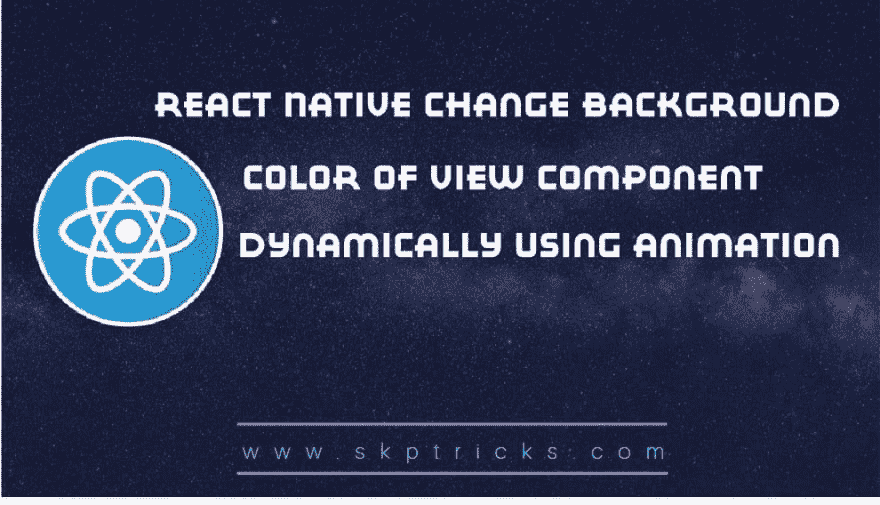 REACT NATIVE CHANGE BACKGROUND
COLOR OF VIEW COMPONENT
DYNAMICALLY USING ANIMATION
www.skptricks.com